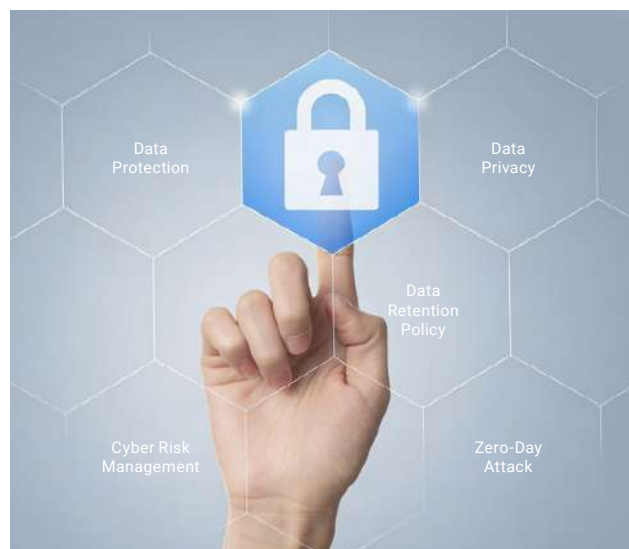 Data
Protection
Data
Privacy
Data
Retention
Policy
Cyber Risk
Management
Zero-Day
Attack